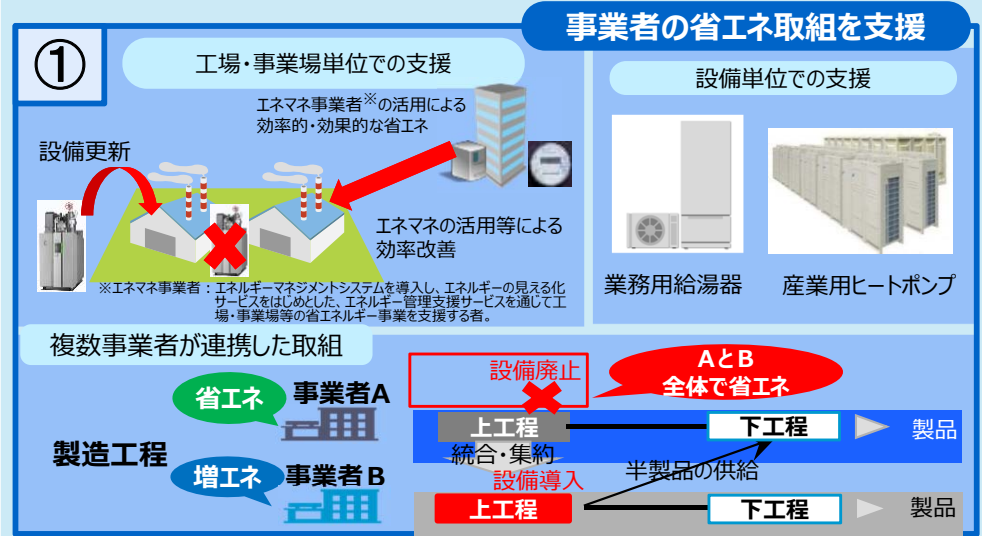 事業者の省エネ取組を支援
①
工場・事業場単位での支援
エネマネ事業者※の活用による
効率的・効果的な省エネ
設備更新
エネマネの活用等による
効率改善
※エネマネ事業者：エネルギーマネジメントシステムを導入し、エネルギーの見える化
サービスをはじめとした、エネルギー管理支援サービスを通じて工
場・事業場等の省エネルギー事業を支援する者。
設備単位での支援
業務用給湯器
産業用ヒートポンプ
複数事業者が連携した取組
製造工程
省エネ
事業者A
増エネ
事業者B
設備廃止
AとB
全体で省エネ
上工程
下工程
製品
統合・集約
設備導入
半製品の供給
上工程
下工程
製品